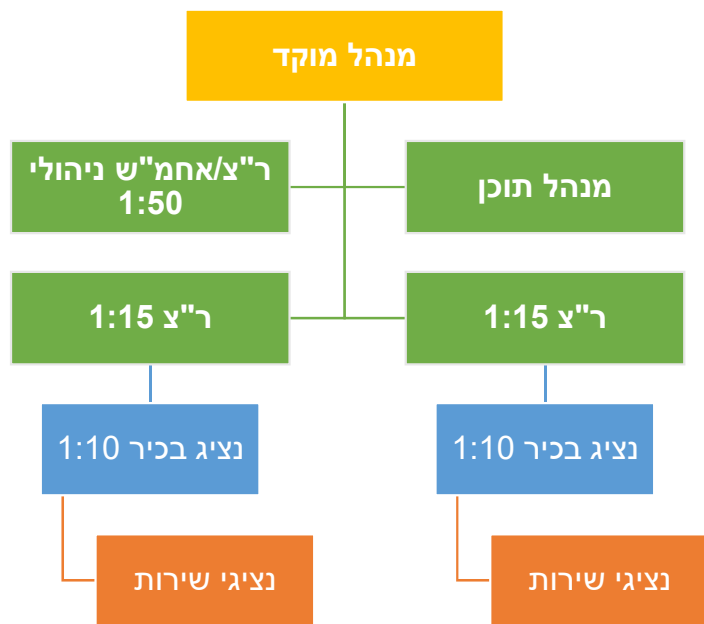 מנהל מוקד
מנהל תוכן
ר"צ/אחמ"ש ניהולי
1:50
ר"צ 1:15
ר"צ 1:15
נציג בכיר 1:10
נציג בכיר 1:10
נציגי שירות
נציגי שירות